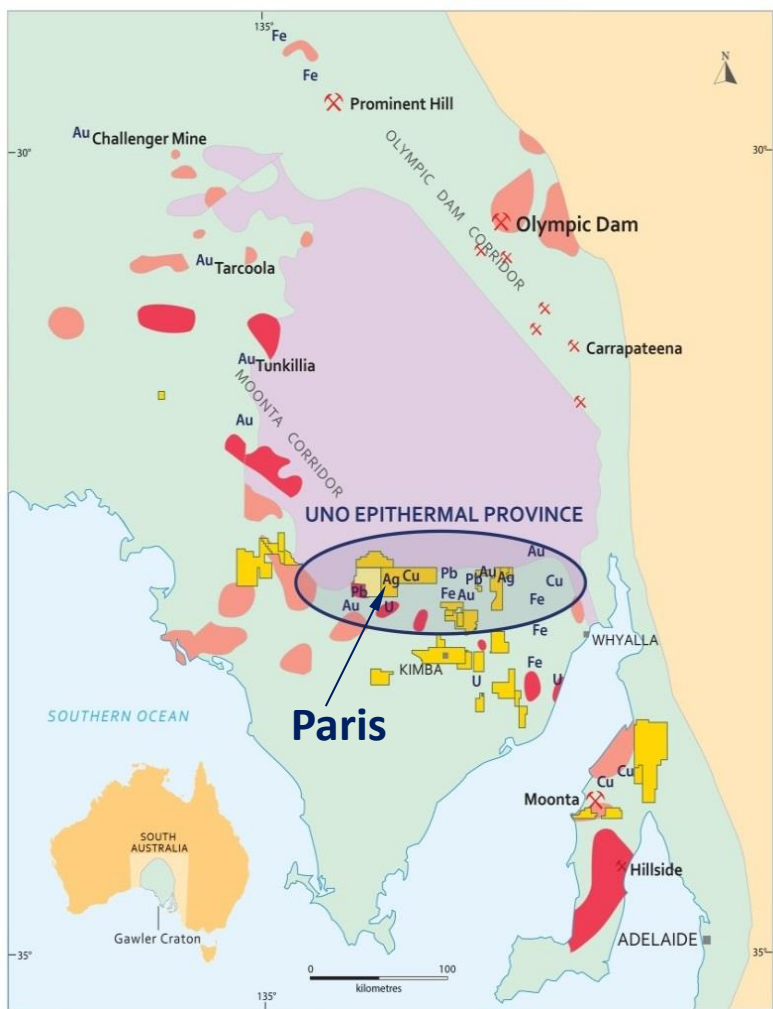 135°
Fe
Fe
N
Prominent Hill
Au Challenger Mine
30°
30°
OLYMPIC DAM CORRIDOR
Olympic Dam
Au Tarcoola
Carrapateena
Au Tunkillia
MOONTA CORRIDOR
Au
UNO EPITHERMAL PROVINCE
Au
Ag Cu Pb Pb Au Ag Cu
Pb Fe Au
Au U Fe
Fe
WHYALLA
KIMBA
Fe
U U
Paris
SOUTHERN OCEAN
Cu
Cu
Moonta
SOUTH
AUSTRALIA
Hillside
Gawler Craton
ADELAIDE
35°
35°
0 100
kilometres
135°